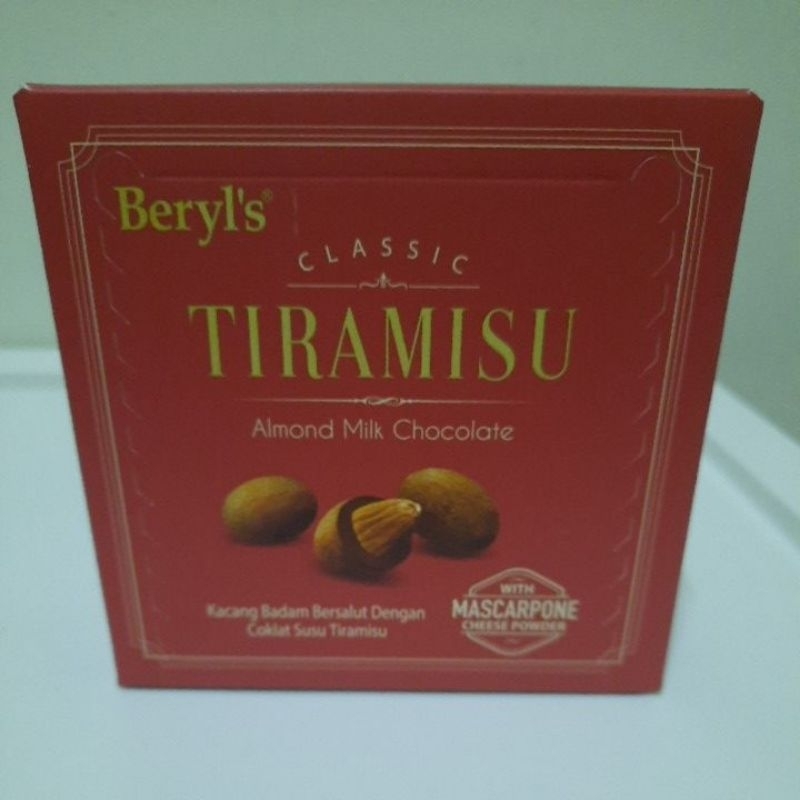 Beryl's®
CLASSIC
TIRAMISU
Almond Milk Chocolate
Kacang Badam Bersalut Dengan
Coklat Susu Tiramisu
WITH
MASCARPONE
CHEESE POWDER